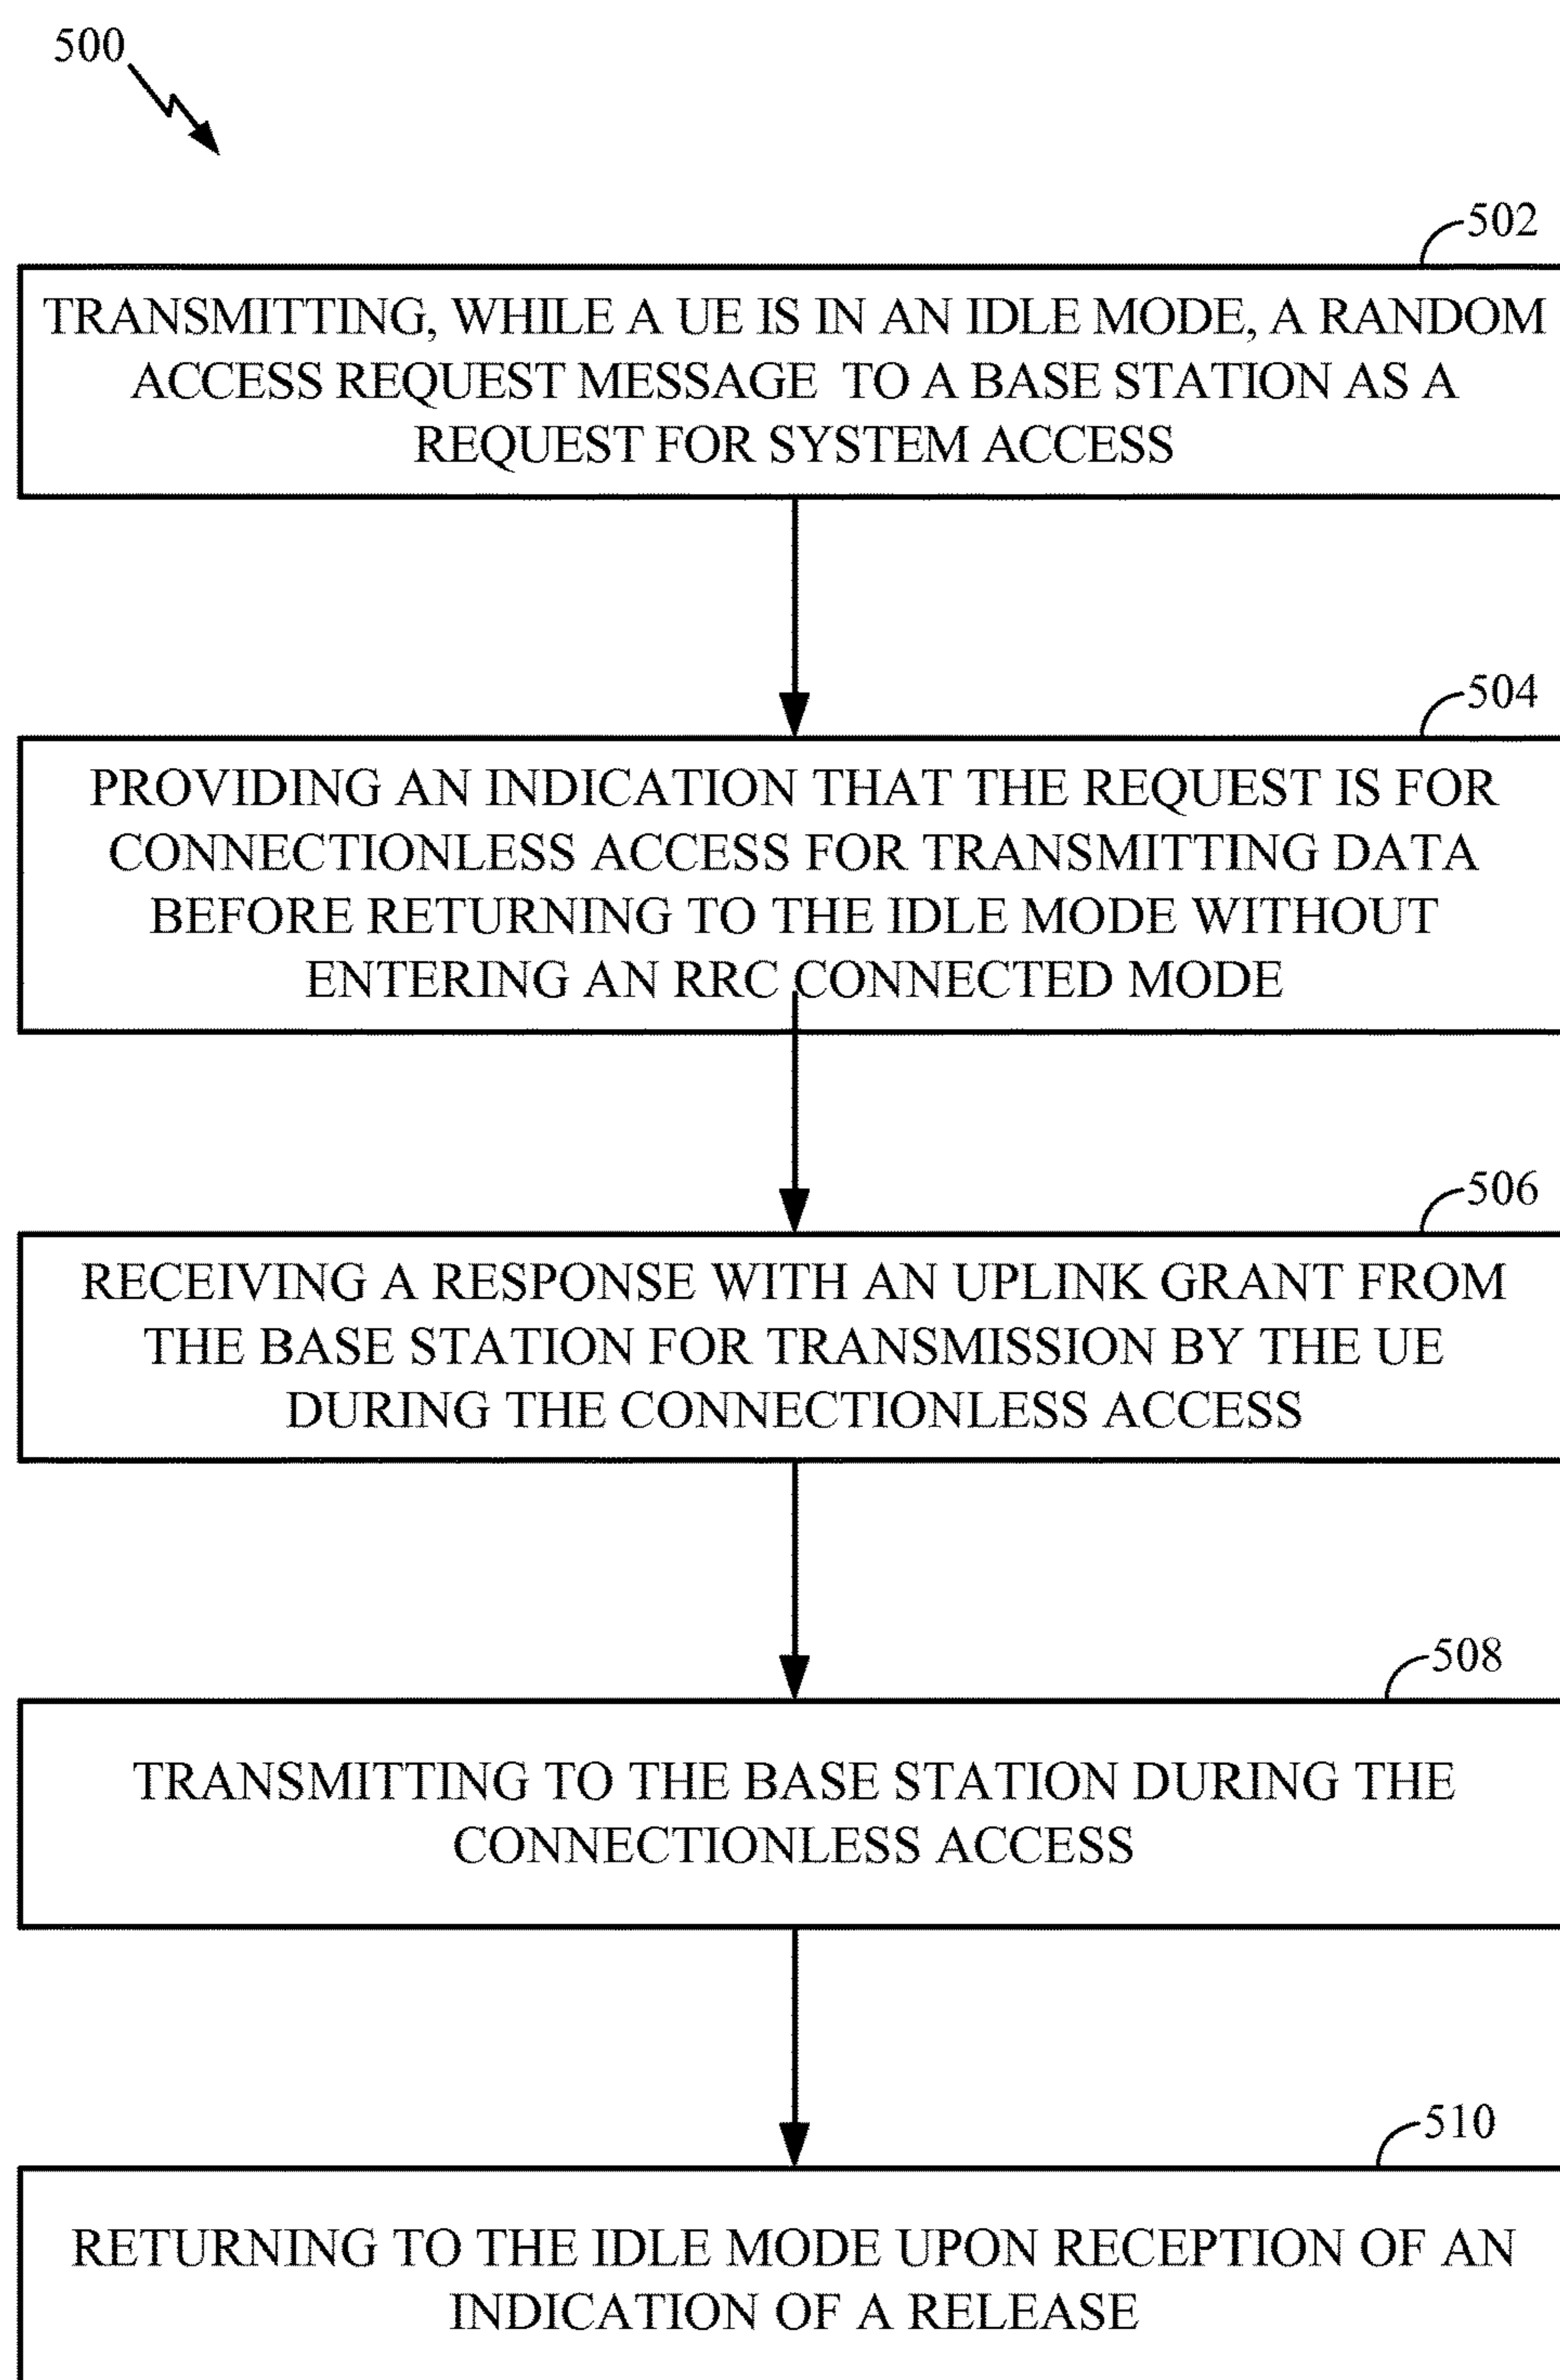 500
502
TRANSMITTING, WHILE A UE IS IN AN IDLE MODE, A RANDOM
ACCESS REQUEST MESSAGE TO A BASE STATION AS A
REQUEST FOR SYSTEM ACCESS
504
PROVIDING AN INDICATION THAT THE REQUEST IS FOR
CONNECTIONLESS ACCESS FOR TRANSMITTING DATA
BEFORE RETURNING TO THE IDLE MODE WITHOUT
ENTERING AN RRC CONNECTED MODE
506
RECEIVING A RESPONSE WITH AN UPLINK GRANT FROM
THE BASE STATION FOR TRANSMISSION BY THE UE
DURING THE CONNECTIONLESS ACCESS
508
TRANSMITTING TO THE BASE STATION DURING THE
CONNECTIONLESS ACCESS
510
RETURNING TO THE IDLE MODE UPON RECEPTION OF AN
INDICATION OF A RELEASE